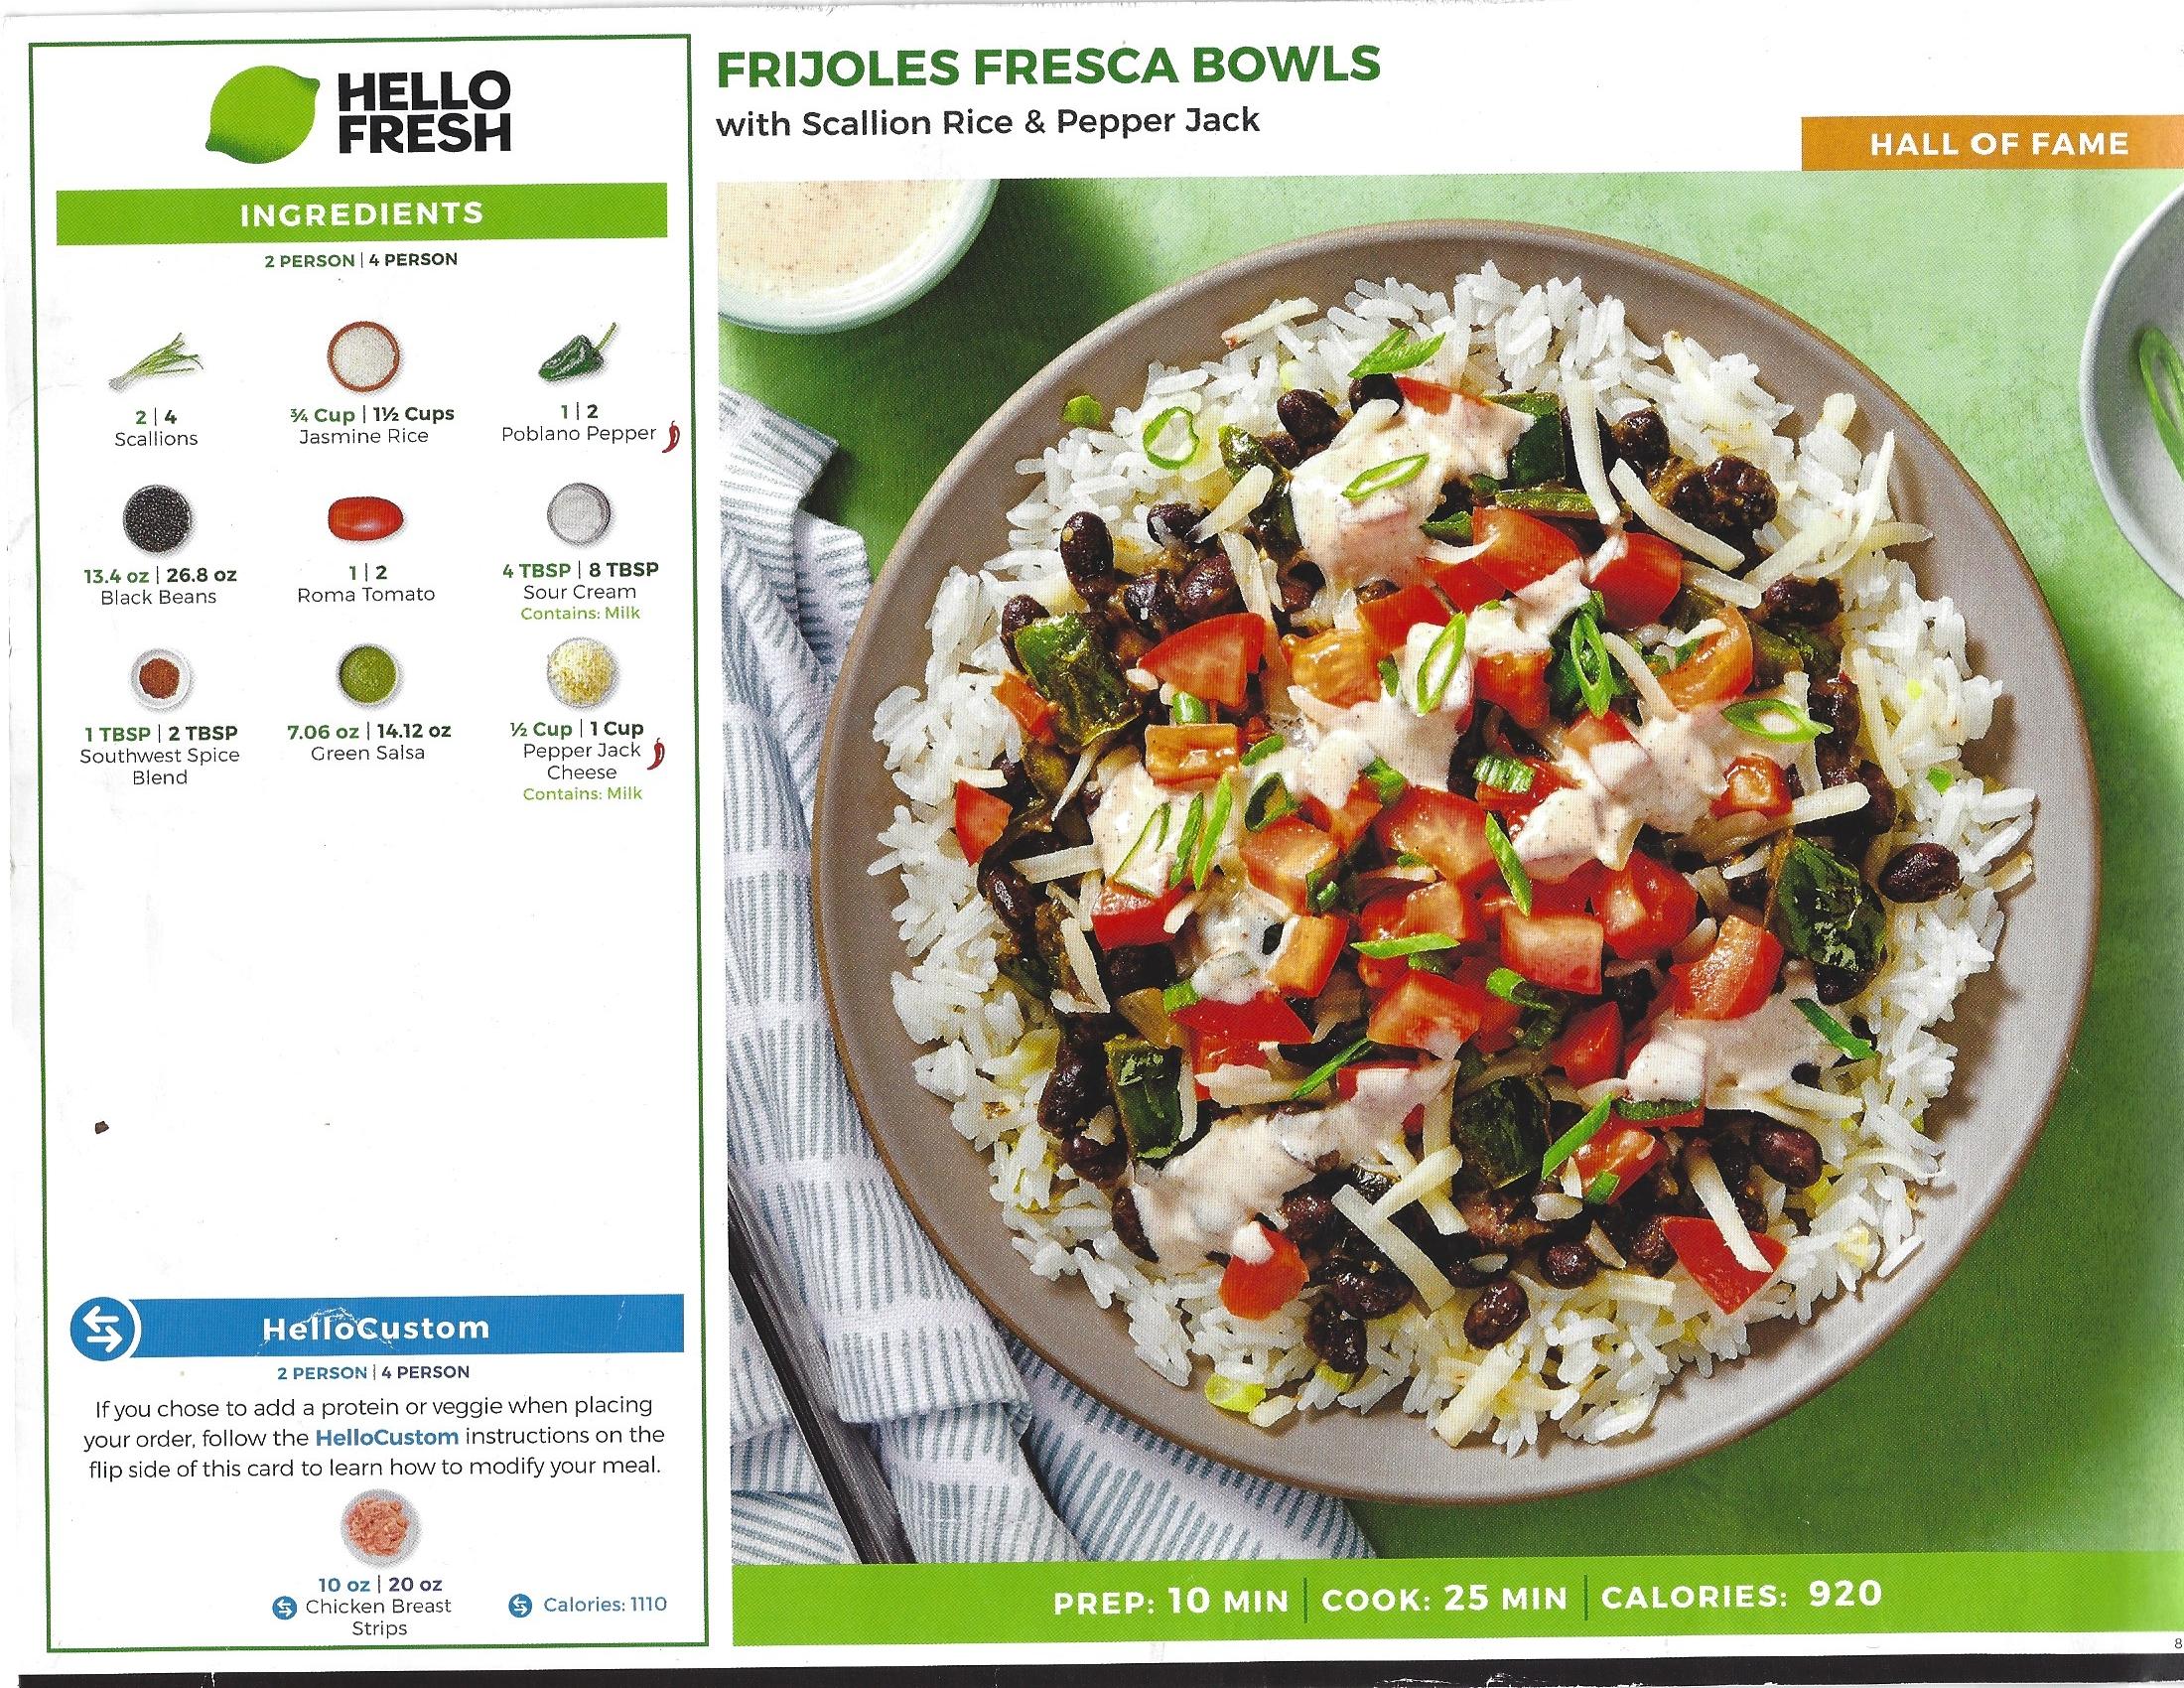 HELLO
FRESH
INGREDIENTS
2 PERSON | 4 PERSON
2 | 4
Scallions
¾ Cup | 1½ Cups
Jasmine Rice
1 | 2
Poblano Pepper
13.4 oz | 26.8 oz
Black Beans
1 | 2
Roma Tomato
4 TBSP | 8 TBSP
Sour Cream
Contains: Milk
1 TBSP | 2 TBSP
Southwest Spice
Blend
7.06 oz | 14.12 oz
Green Salsa
½ Cup | 1 Cup
Pepper Jack
Cheese
Contains: Milk
HelloCustom
2 PERSON | 4 PERSON
If you chose to add a protein or veggie when placing
your order, follow the HelloCustom instructions on the
flip side of this card to learn how to modify your meal.
10 oz | 20 oz
Chicken Breast
Strips
Calories: 1110
FRIJOLES FRESCA BOWLS
with Scallion Rice & Pepper Jack
HALL OF FAME
PREP: 10 MIN | COOK: 25 MIN | CALORIES: 920
8